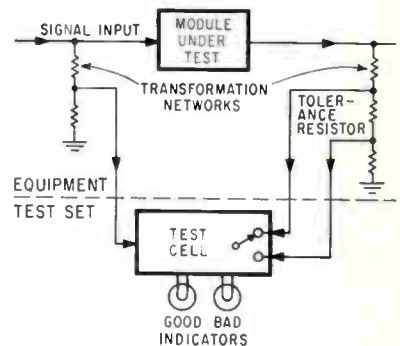 SIGNAL INPUT
MODULE
UNDER
TEST
TRANSFORMATION
NETWORKS
TOLER-
ANCE
RESISTOR
EQUIPMENT
TEST SET
TEST
CELL
GOOD BAD
INDICATORS